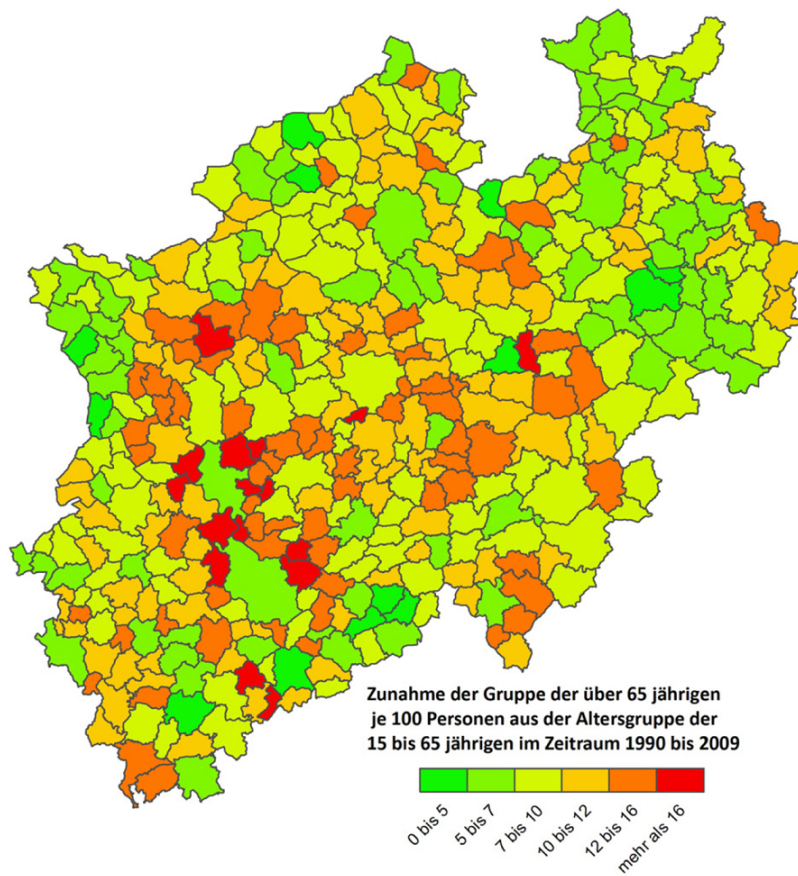 Zunahme der Gruppe der über 65 jährigen
je 100 Personen aus der Altersgruppe der
15 bis 65 jährigen im Zeitraum 1990 bis 2009
0 bis 5
5 bis 7
7 bis 10
10 bis 12
12 bis 16
mehr als 16